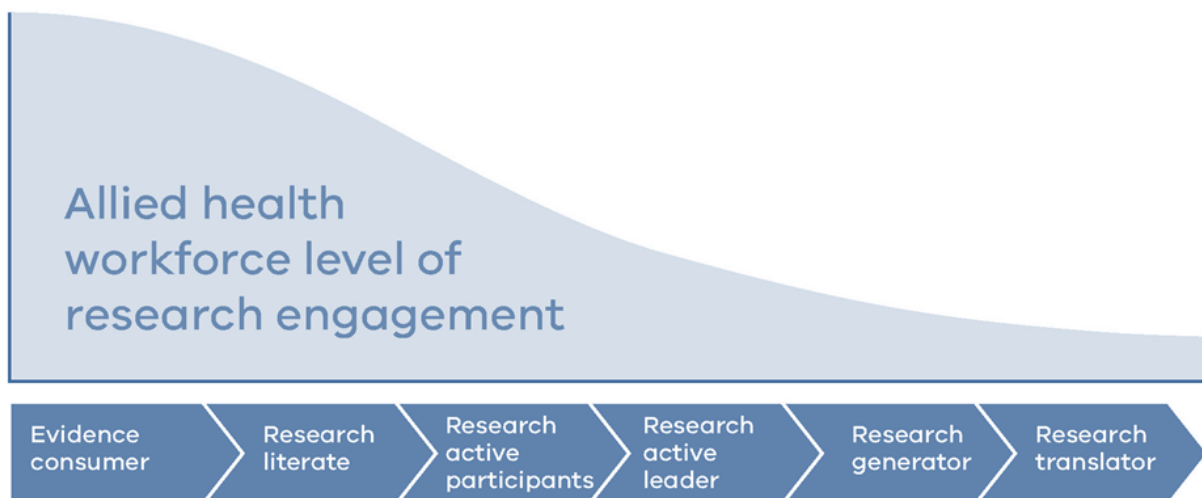 Allied health
workforce level of
research engagement
Evidence
consumer
Research
literate
Research
active
participants
Research
active
leader
Research
generator
Research
translator